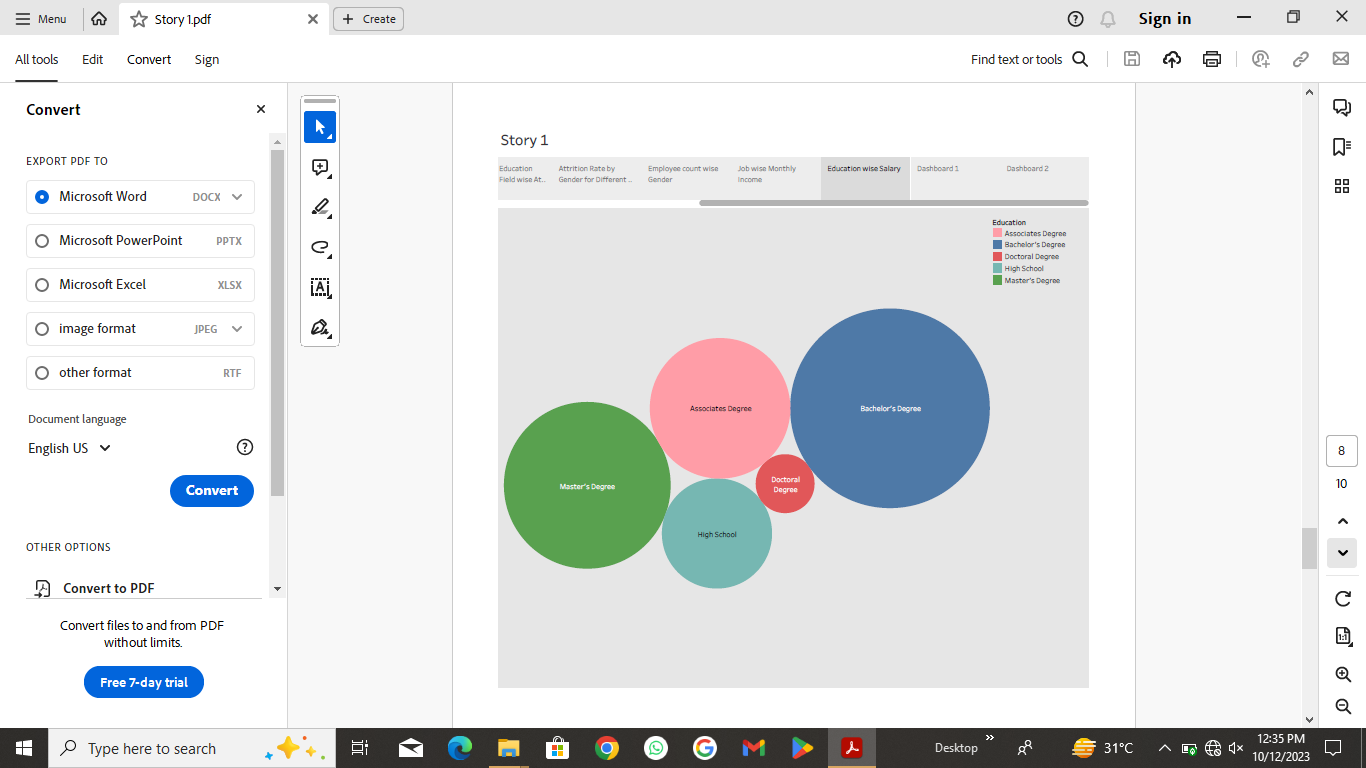 Menu
Story 1.pdf
Create
Sign in
All tools
Edit
Convert
Sign
Find text or tools
Convert
EXPORT PDF TO
Microsoft Word DOCX
Microsoft PowerPoint PPTX
Microsoft Excel XLSX
image format JPEG
other format RTF
Document language
English US
Convert
OTHER OPTIONS
Convert to PDF
Convert files to and from PDF
without limits.
Free 7-day trial
Story 1
Education
Field wise At..
Attrition Rate by
Gender for Different ..
Employee count wise
Gender
Job wise Monthly
Income
Education wise Salary
Dashboard 1
Dashboard 2
Education
Associates Degree
Bachelor's Degree
Doctoral Degree
High School
Master's Degree
Associates Degree
Bachelor's Degree
Master's Degree
Doctoral
Degree
High School
8
10
1:1
Type here to search
Desktop
31°C
12:35 PM
10/12/2023